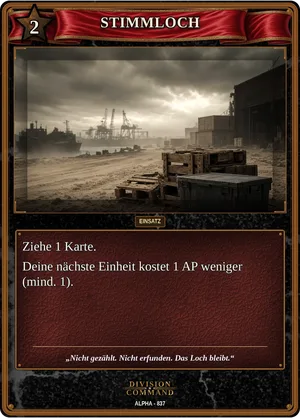 2
STIMMLOCH
EINSATZ
Ziehe 1 Karte.
Deine nächste Einheit kostet 1 AP weniger
(mind. 1).
„Nicht gezählt. Nicht erfunden. Das Loch bleibt.“
DIVISION
COMMAND
ALPHA - 837